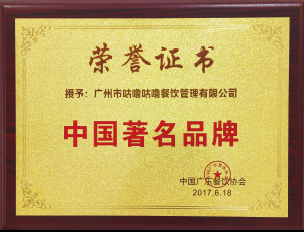 荣誉证书
授予：广州市咕噜咕噜餐饮管理有限公司
中国著名品牌
中国广东餐饮协会
2017.6.18